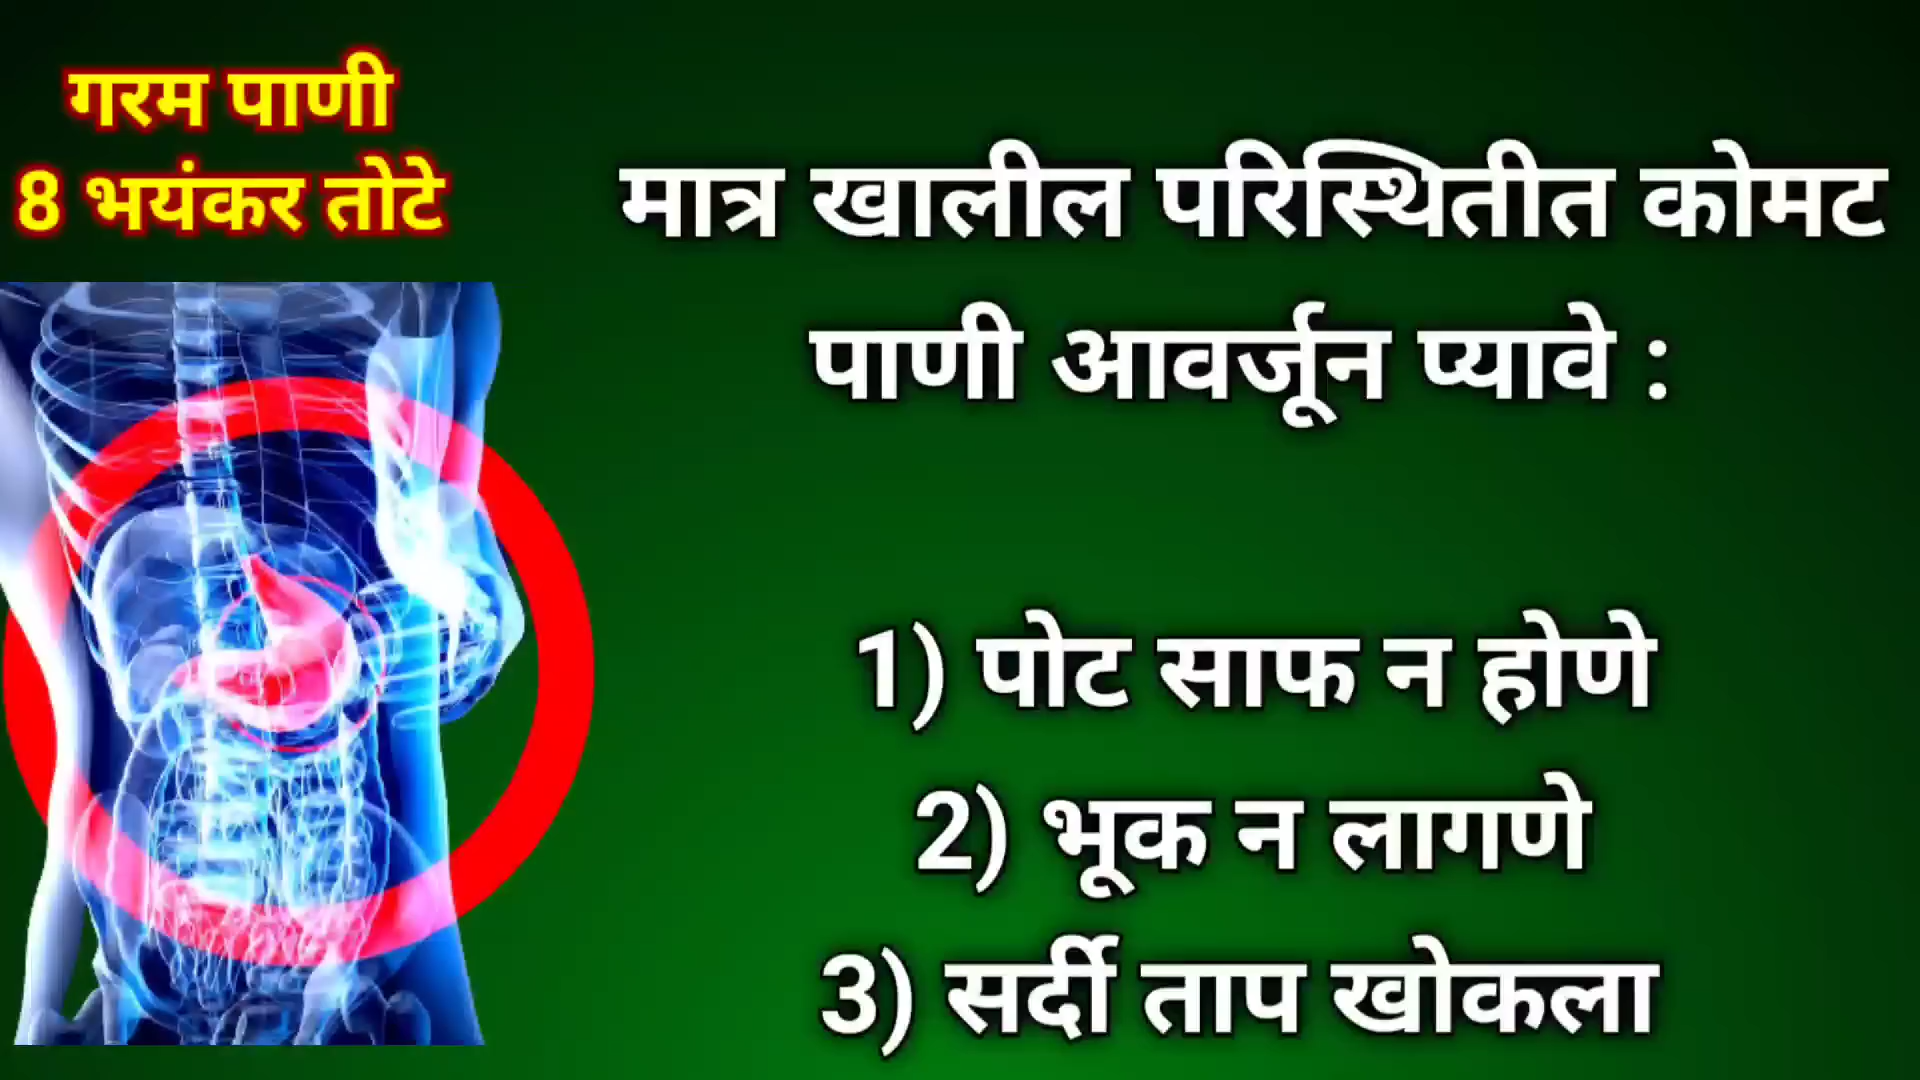 गरम पाणी
8 भयंकर तोटे
मात्र खालील परिस्थितीत कोमट
पाणी आवर्जून प्यावे :
1) पोट साफ न होणे
2) भूक न लागणे
3) सर्दी ताप खोकला